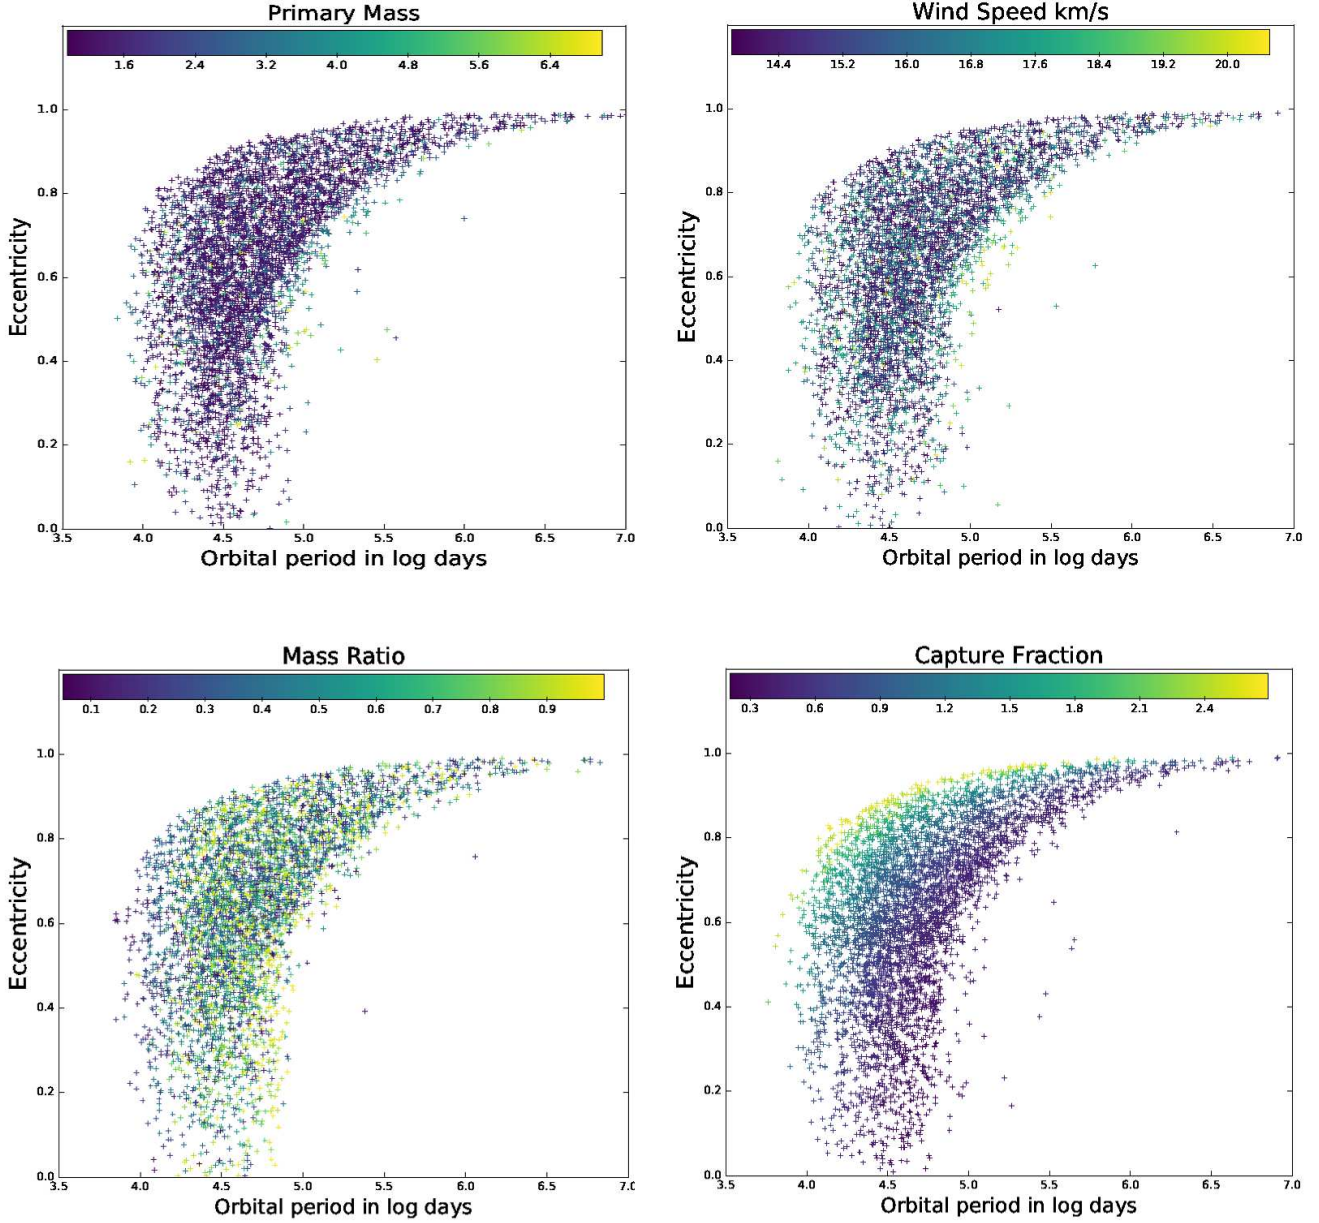 Primary Mass
1.6 2.4 3.2 4.0 4.8 5.6 6.4
1.0
0.8
0.6
0.4
0.2
0.0
Eccentricity
3.5 4.0 4.5 5.0 5.5 6.0 6.5 7.0
Orbital period in log days
Wind Speed km/s
14.4 15.2 16.0 16.8 17.6 18.4 19.2 20.0
1.0
0.8
0.6
0.4
0.2
0.0
Eccentricity
3.5 4.0 4.5 5.0 5.5 6.0 6.5 7.0
Orbital period in log days
Mass Ratio
0.1 0.2 0.3 0.4 0.5 0.6 0.7 0.8 0.9
1.0
0.8
0.6
0.4
0.2
0.0
Eccentricity
3.5 4.0 4.5 5.0 5.5 6.0 6.5 7.0
Orbital period in log days
Capture Fraction
0.3 0.6 0.9 1.2 1.5 1.8 2.1 2.4
1.0
0.8
0.6
0.4
0.2
0.0
Eccentricity
3.5 4.0 4.5 5.0 5.5 6.0 6.5 7.0
Orbital period in log days